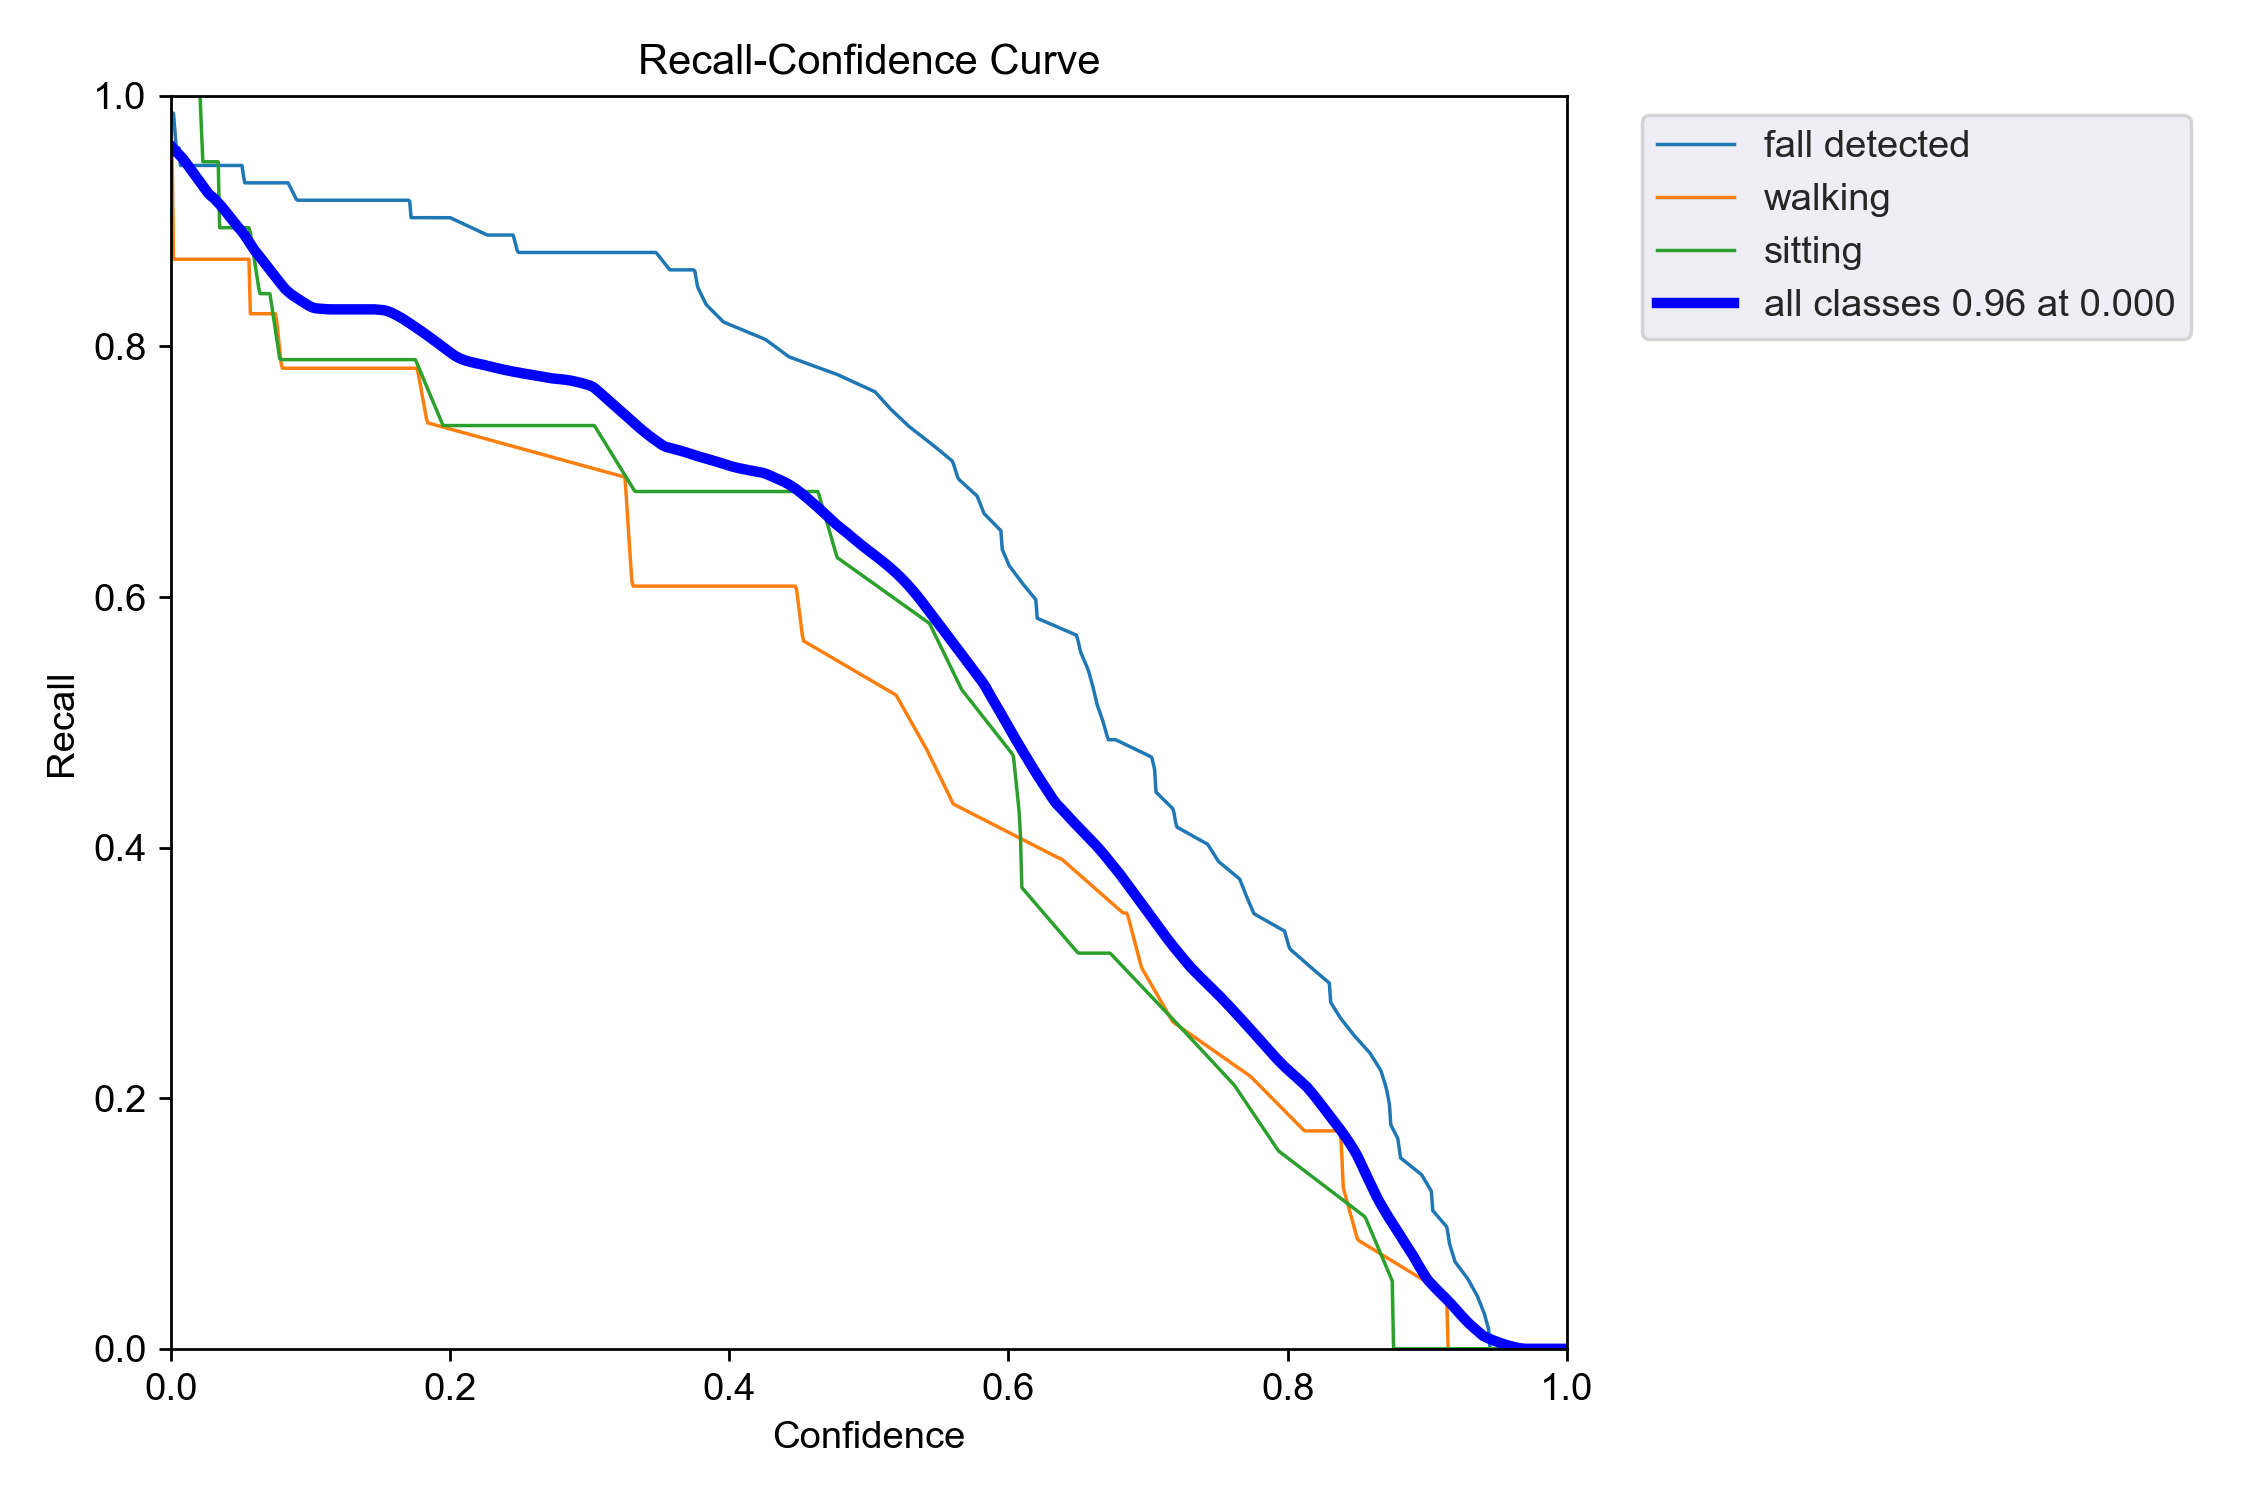 Recall-Confidence Curve
1.0
0.8
0.6
0.4
0.2
0.0
Recall
0.0 0.2 0.4 0.6 0.8 1.0
Confidence
fall detected
walking
sitting
all classes 0.96 at 0.000